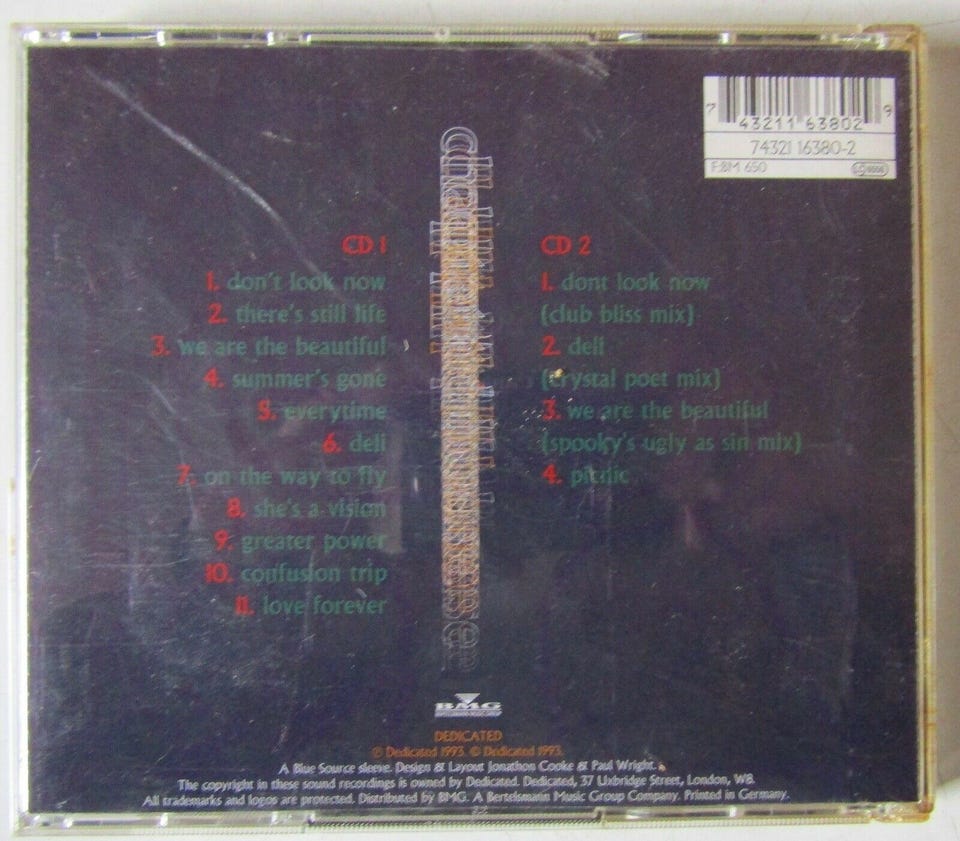 7 43211 63802 9
74321 16380-2
F:BM 650
CD 1
1. don't look now
2. there's still life
3. we are the beautiful
4. summer's gone
5. everytime
6. deli
7. on the way to fly
8. she's a vision
9. greater power
10. confusion trip
11. love forever
CD 2
1. dont look now
(club bliss mix)
2. deli
(crystal poet mix)
3. we are the beautiful
(spooky's ugly as sin mix)
4. picnic
BMG
BERTELSMANN MUSIC GROUP
DEDICATED
℗ Dedicated 1993. © Dedicated 1993.
A Blue Source sleeve. Design & Layout Jonathon Cooke & Paul Wright.
The copyright in these sound recordings is owned by Dedicated. Dedicated, 37 Uxbridge Street, London, W8.
All trademarks and logos are protected. Distributed by BMG. A Bertelsmann Music Group Company. Printed in Germany.